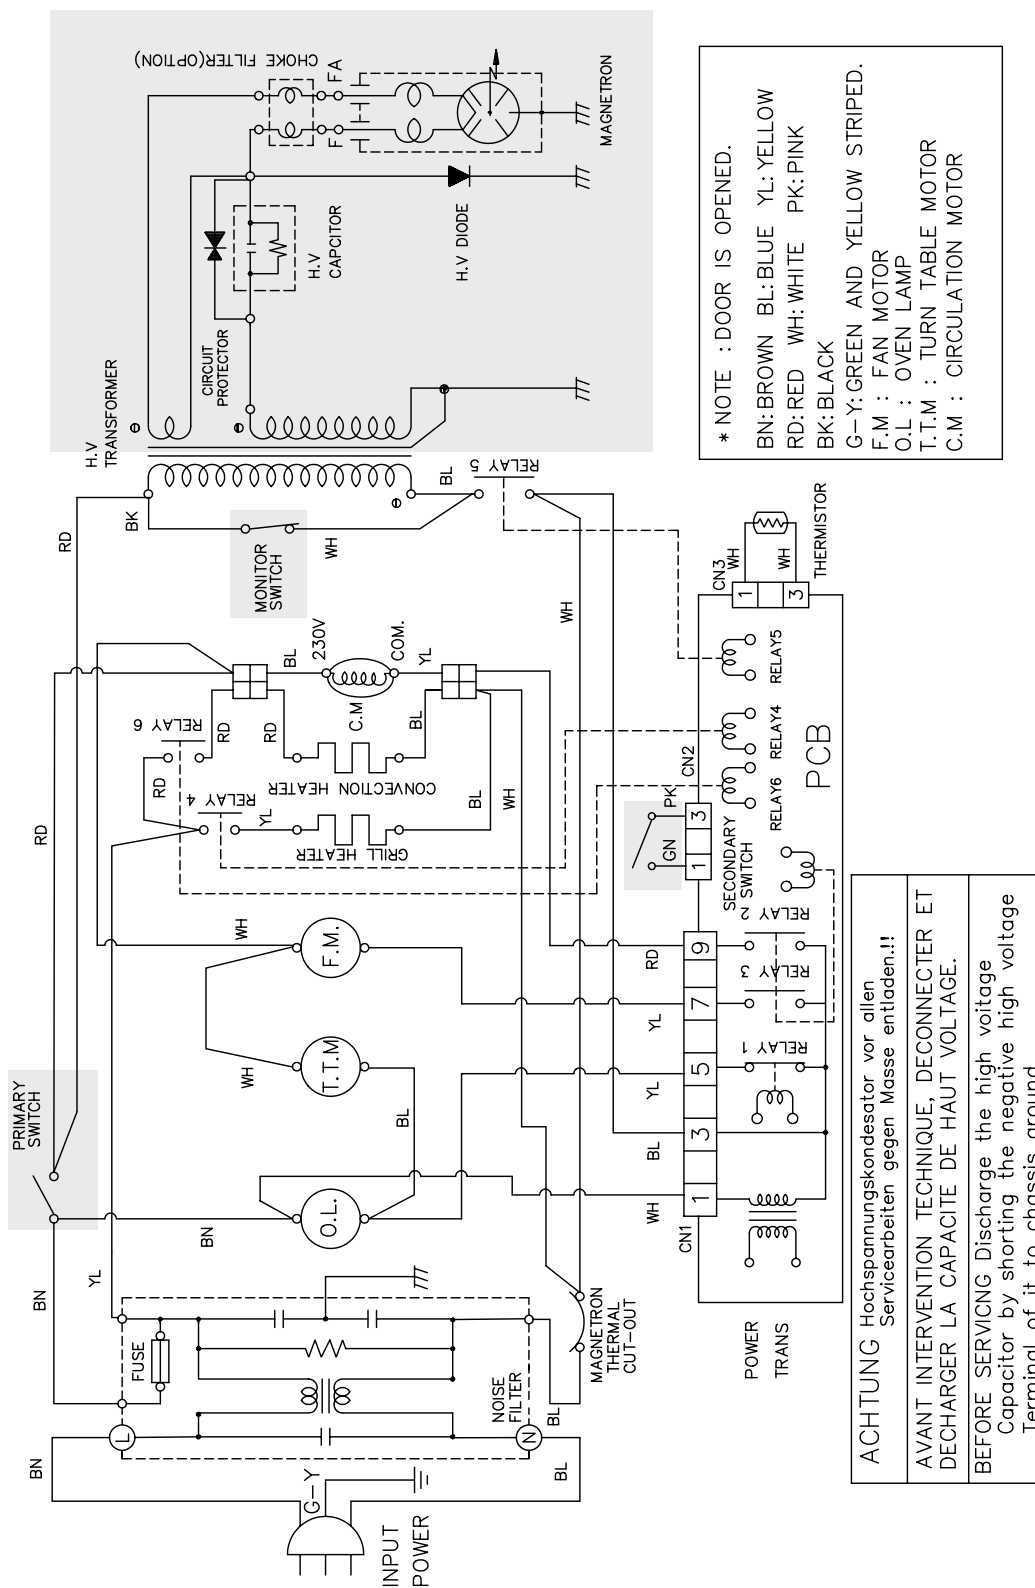 PRIMARY
SWITCH
H.V
TRANSFORMER
CIRCUIT
PROTECTOR
H.V
CAPCITOR
H.V DIODE
CHOKE FILTER(OPTION)
F
FA
MAGNETRON
BN
BN
YL
RD
RD
BK
MONITOR
SWITCH
WH
BL
RELAY 5
WH
INPUT
POWER
G-Y
BN
BL
L
N
FUSE
NOISE
FILTER
BL
MAGNETRON
THERMAL
CUT-OUT
BN
O.L.
BL
T.T.M
WH
F.M.
WH
RELAY 4
RD
YL
GRILL HEATER
RELAY 6
RD
RD
CONVECTION HEATER
BL
BL
WH
C.M
230V
COM.
BL
YL
CN1
WH
BL
YL
YL
RD
1
3
5
7
9
RELAY 1
RELAY 3
RELAY 2
POWER
TRANS
SECONDARY
SWITCH
GN
PK
1
3
CN2
RELAY6
RELAY4
RELAY5
PCB
CN3
WH
WH
1
3
THERMISTOR
* NOTE : DOOR IS OPENED.
BN:BROWN BL:BLUE YL:YELLOW
RD:RED WH:WHITE PK:PINK
BK:BLACK
G-Y:GREEN AND YELLOW STRIPED.
F.M : FAN MOTOR
O.L : OVEN LAMP
T.T.M : TURN TABLE MOTOR
C.M : CIRCULATION MOTOR
ACHTUNG Hochspannungskondesator vor allen
Servicearbeiten gegen Masse entladen.!!
AVANT INTERVENTION TECHNIQUE, DECONNECTER ET
DECHARGER LA CAPACITE DE HAUT VOLTAGE.
BEFORE SERVICNG Discharge the high voitage
Capacitor by shorting the negative high voltage
Terminal of it to chassis ground